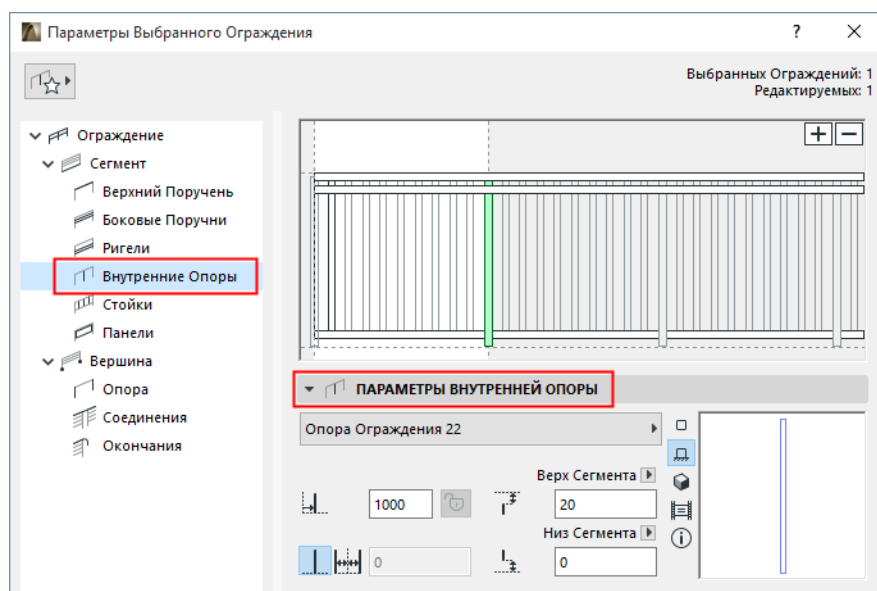 Параметры Выбранного Ограждения
?
Выбранных Ограждений: 1
Редактируемых: 1
Ограждение
Сегмент
Верхний Поручень
Боковые Поручни
Ригели
Внутренние Опоры
Стойки
Панели
Вершина
Опора
Соединения
Окончания
ПАРАМЕТРЫ ВНУТРЕННЕЙ ОПОРЫ
Опора Ограждения 22
Верх Сегмента
1000
20
Низ Сегмента
0
0